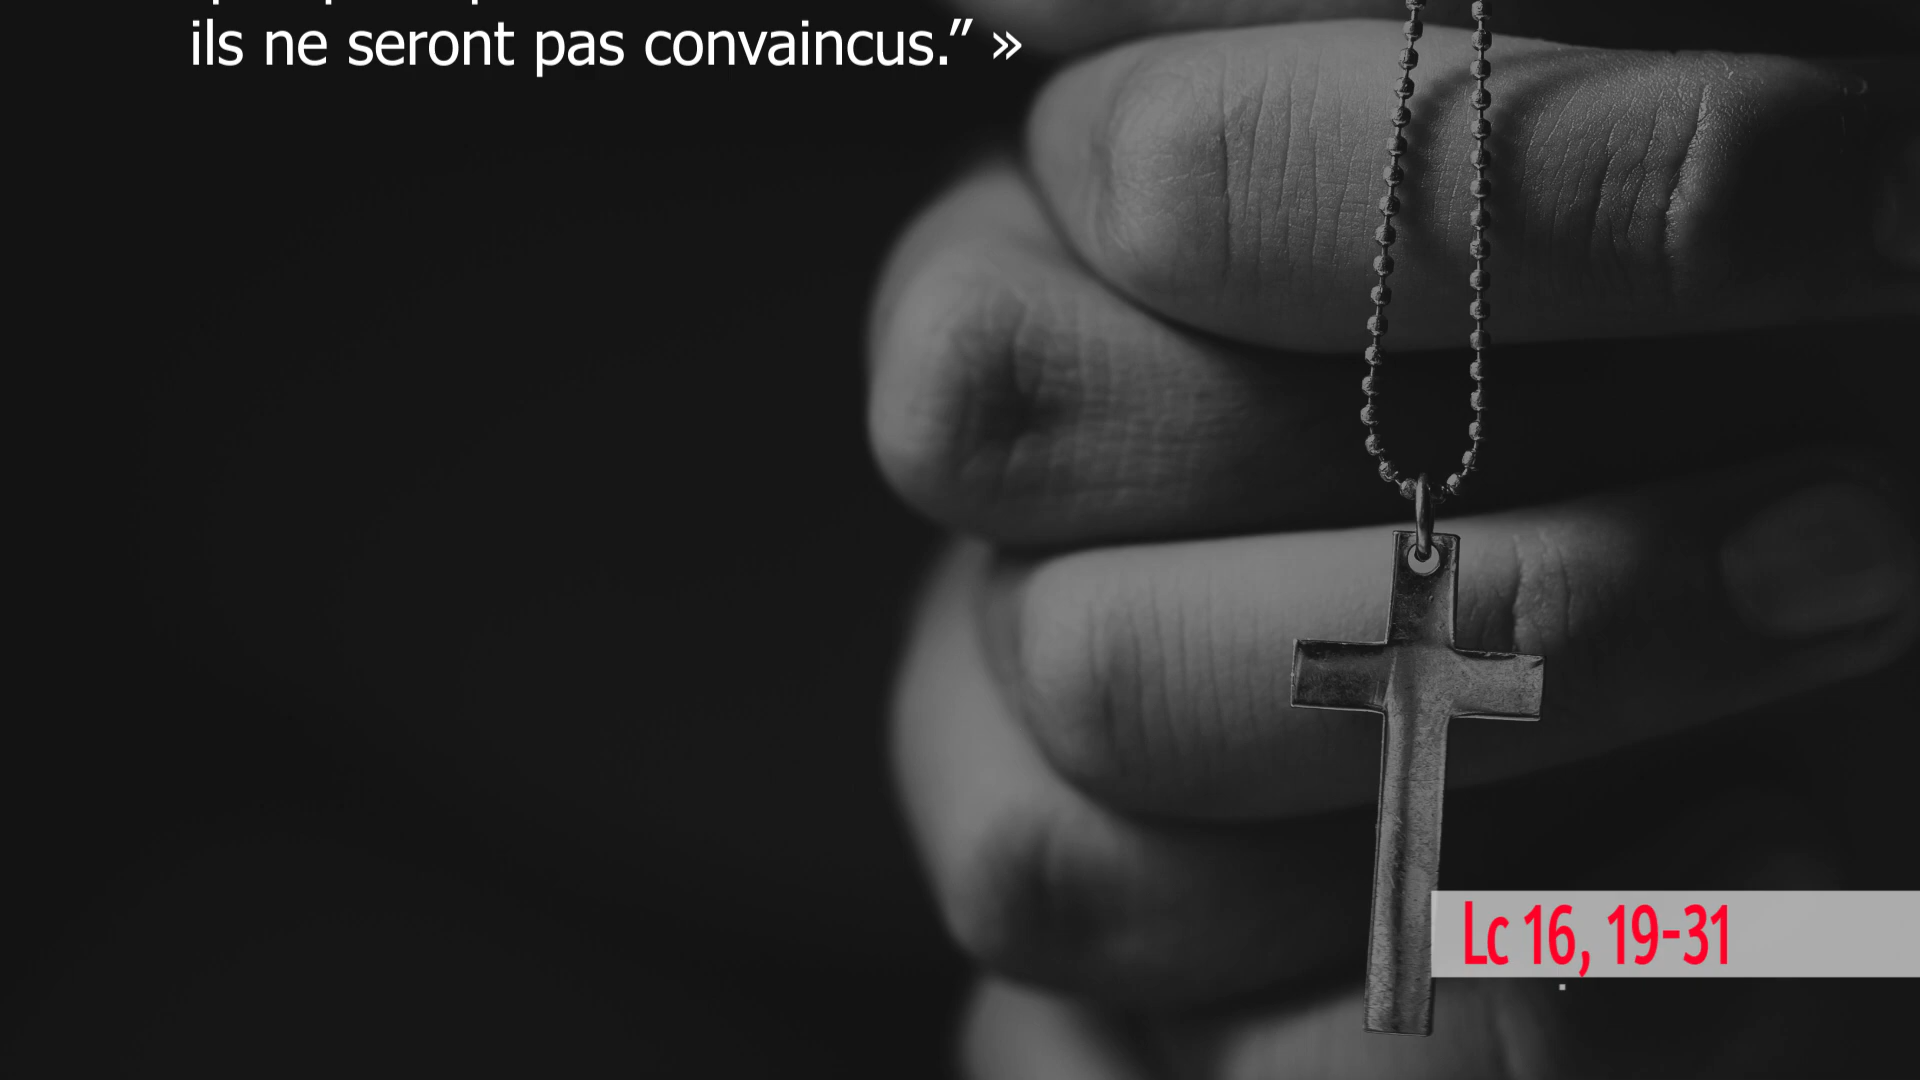 ils ne seront pas convaincus.” »
Lc 16, 19-31